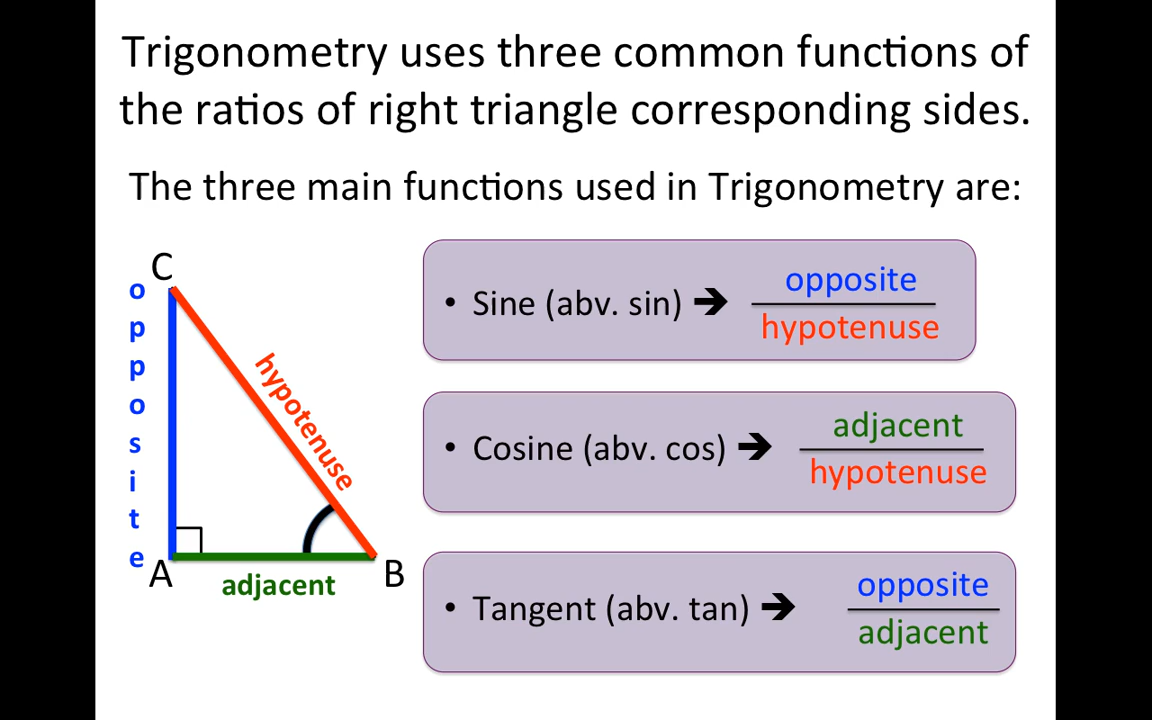 Trigonometry uses three common functions of
the ratios of right triangle corresponding sides.
The three main functions used in Trigonometry are:
C
opposite
hypotenuse
A
adjacent
B
• Sine (abv. sin) ➔
opposite
hypotenuse
• Cosine (abv. cos) ➔
adjacent
hypotenuse
• Tangent (abv. tan) ➔
opposite
adjacent